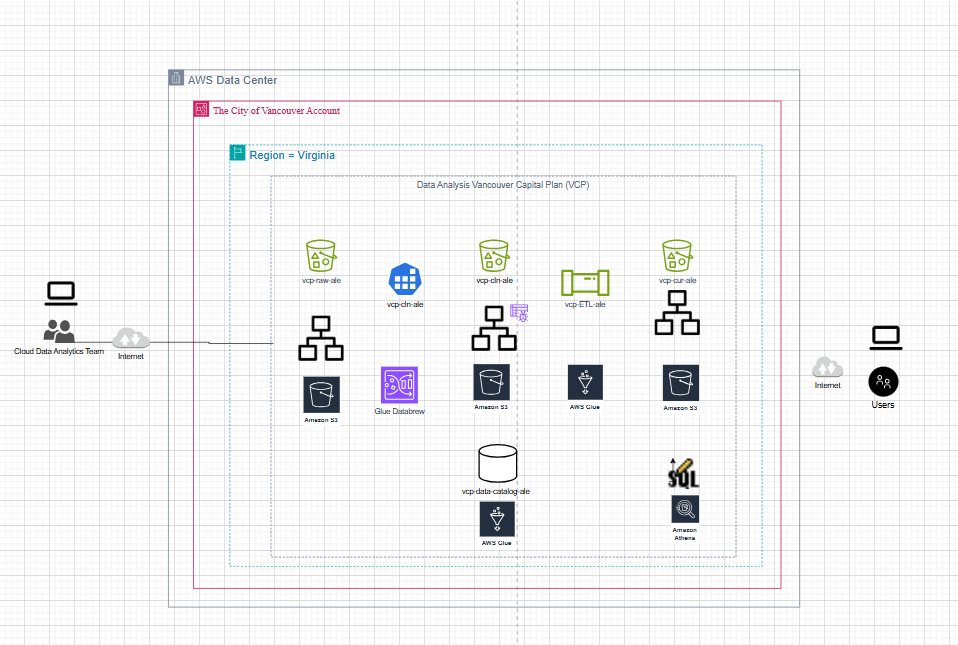 AWS Data Center
The City of Vancouver Account
Region = Virginia
Data Analysis Vancouver Capital Plan (VCP)
vcp-raw-ale
vcp-cln-ale
vcp-cln-ale
vcp-ETL-ale
vcp-cur-ale
Cloud Data Analytics Team
Internet
Internet
Users
Amazon S3
Glue Databrew
Amazon S3
AWS Glue
Amazon S3
vcp-data-catalog-ale
AWS Glue
SQL
Amazon
Athena